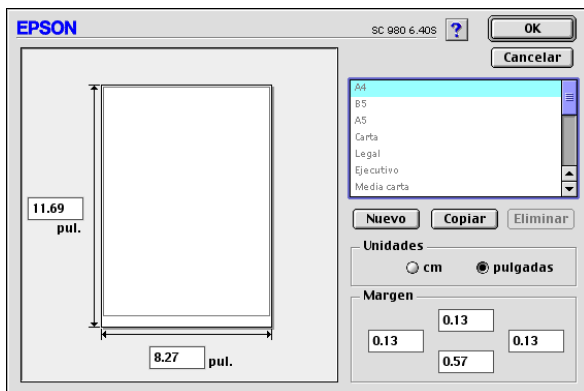 EPSON
SC 980 6.40S
?
OK
Cancelar
A4
B5
A5
Carta
Legal
Ejecutivo
Media carta
11.69
pul.
8.27 pul.
Nuevo Copiar Eliminar
Unidades
cm pulgadas
Margen
0.13
0.13 0.13
0.57